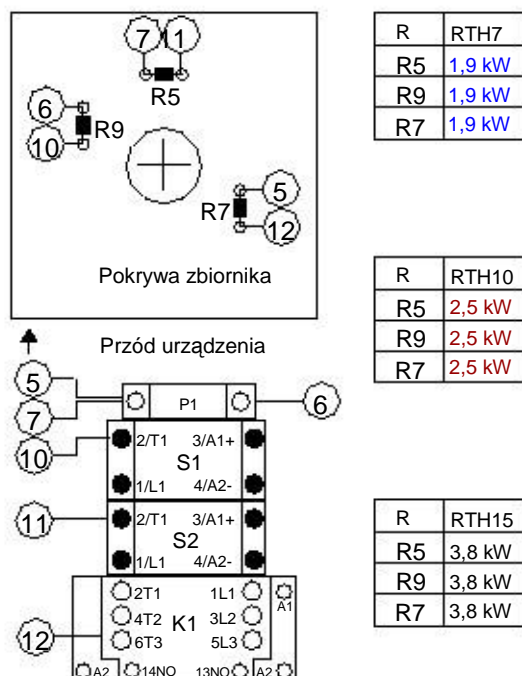 7 1
R5
6
R9
10
5
R7
12
Pokrywa zbiornika
Przód urządzenia
5
7
P1
6
10
2/T1 3/A1+
S1
1/L1 4/A2-
11
2/T1 3/A1+
S2
1/L1 4/A2-
2T1 1L1 A1
4T2 K1 3L2
12
6T3 5L3
A2 14NO 13NO A2
R RTH7
R5 1,9 kW
R9 1,9 kW
R7 1,9 kW
R RTH10
R5 2,5 kW
R9 2,5 kW
R7 2,5 kW
R RTH15
R5 3,8 kW
R9 3,8 kW
R7 3,8 kW